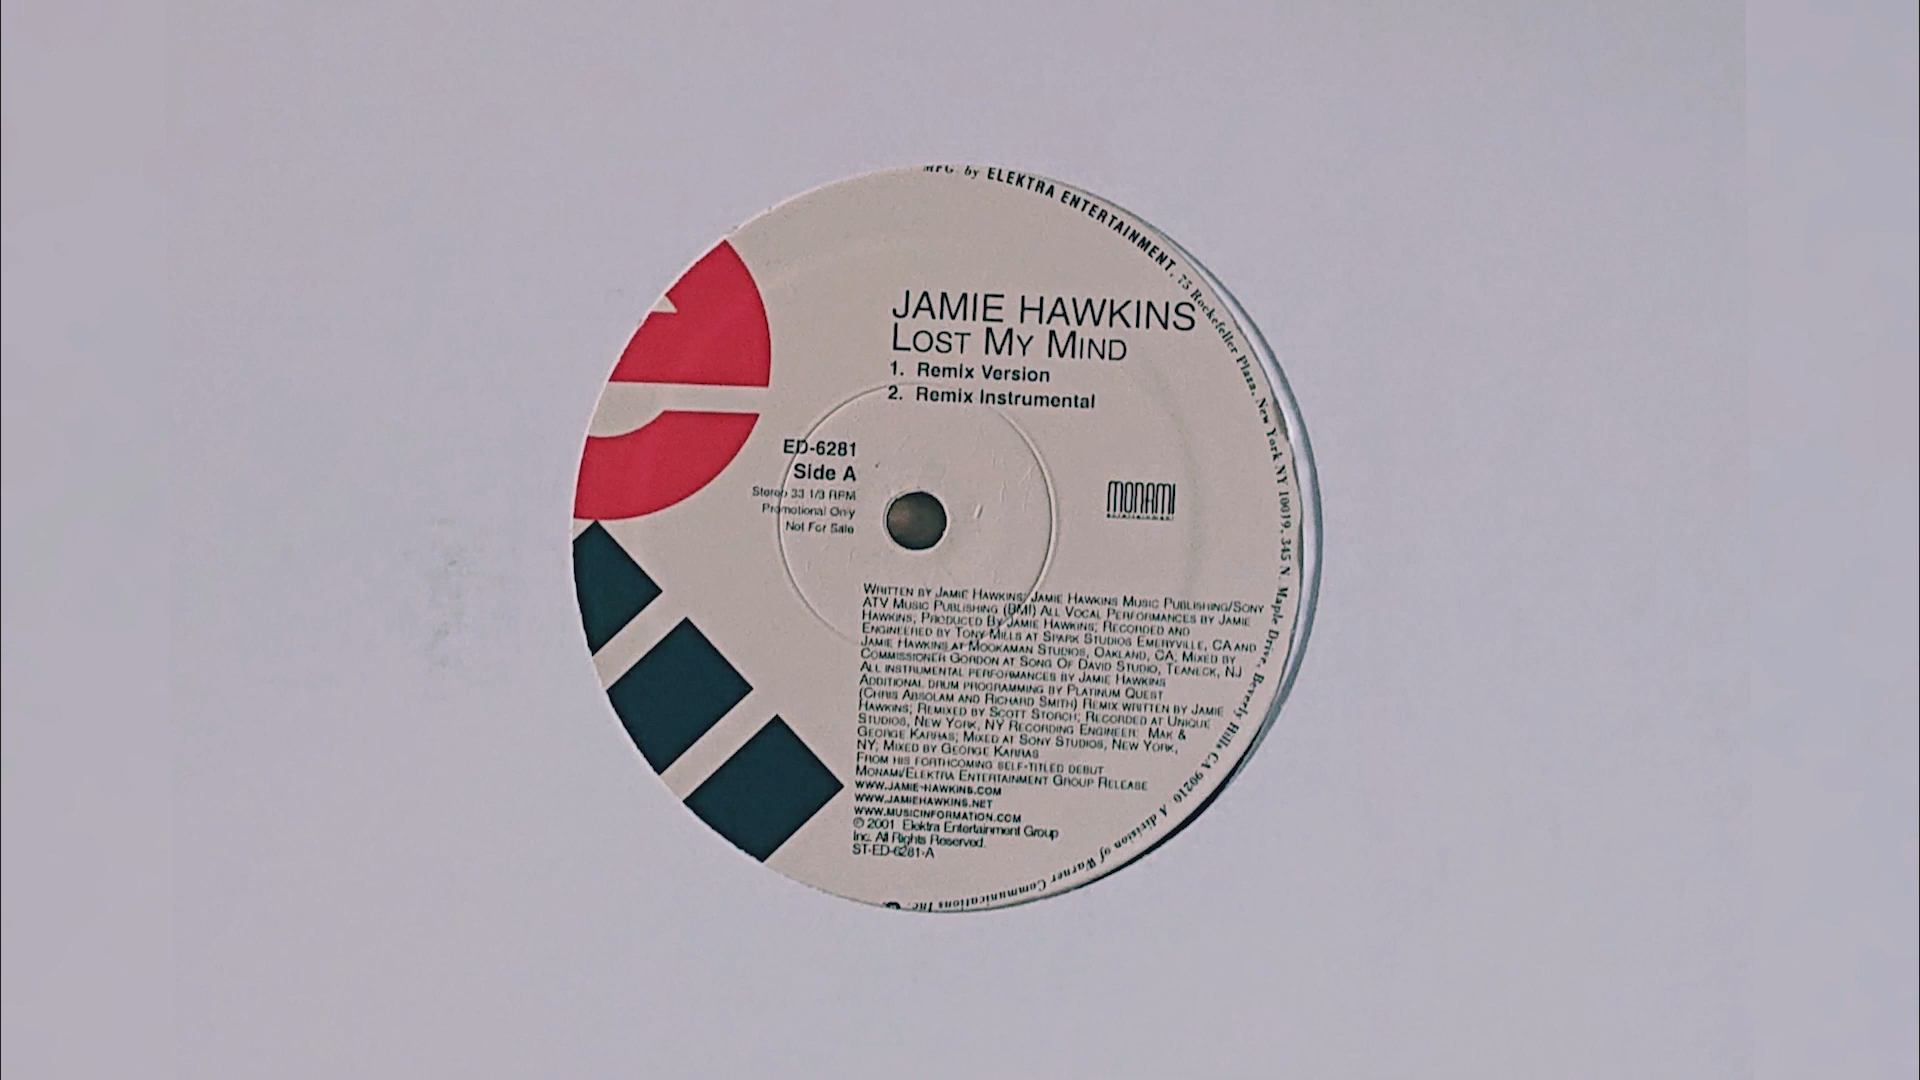 MFG. by ELEKTRA ENTERTAINMENT, 75 Rockefeller Plaza, New York NY 10019, 345 N. Maple Drive, Beverly Hills CA 90210 A division of Warner Communications Inc.
JAMIE HAWKINS
LOST MY MIND
1. Remix Version
2. Remix Instrumental
ED-6281
Side A
Stereo 33 1/3 RPM
Promotional Only
Not For Sale
MONAMI
WRITTEN BY JAMIE HAWKINS; JAMIE HAWKINS MUSIC PUBLISHING/SONY
ATV MUSIC PUBLISHING (BMI) ALL VOCAL PERFORMANCES BY JAMIE
HAWKINS; PRODUCED BY JAMIE HAWKINS; RECORDED AND
ENGINEERED BY TONY MILLS AT SPARK STUDIOS EMERYVILLE, CA AND
JAMIE HAWKINS AT MOOKAMAN STUDIOS, OAKLAND, CA, MIXED BY
COMMISSIONER GORDON AT SONG OF DAVID STUDIO, TEANECK, NJ
ALL INSTRUMENTAL PERFORMANCES BY JAMIE HAWKINS
ADDITIONAL DRUM PROGRAMMING BY PLATINUM QUEST
(CHRIS ABSOLAM AND RICHARD SMITH) REMIX WRITTEN BY JAMIE
HAWKINS; REMIXED BY SCOTT STORCH; RECORDED AT UNIQUE
STUDIOS, NEW YORK, NY RECORDING ENGINEER: MAK &
GEORGE KARRAS; MIXED AT SONY STUDIOS, NEW YORK,
NY; MIXED BY GEORGE KARRAS
FROM HIS FORTHCOMING SELF-TITLED DEBUT
MONAMI/ELEKTRA ENTERTAINMENT GROUP RELEASE
WWW.JAMIE-HAWKINS.COM
WWW.JAMIEHAWKINS.NET
WWW.MUSICINFORMATION.COM
© 2001 Elektra Entertainment Group
Inc. All Rights Reserved.
ST-ED-6281-A